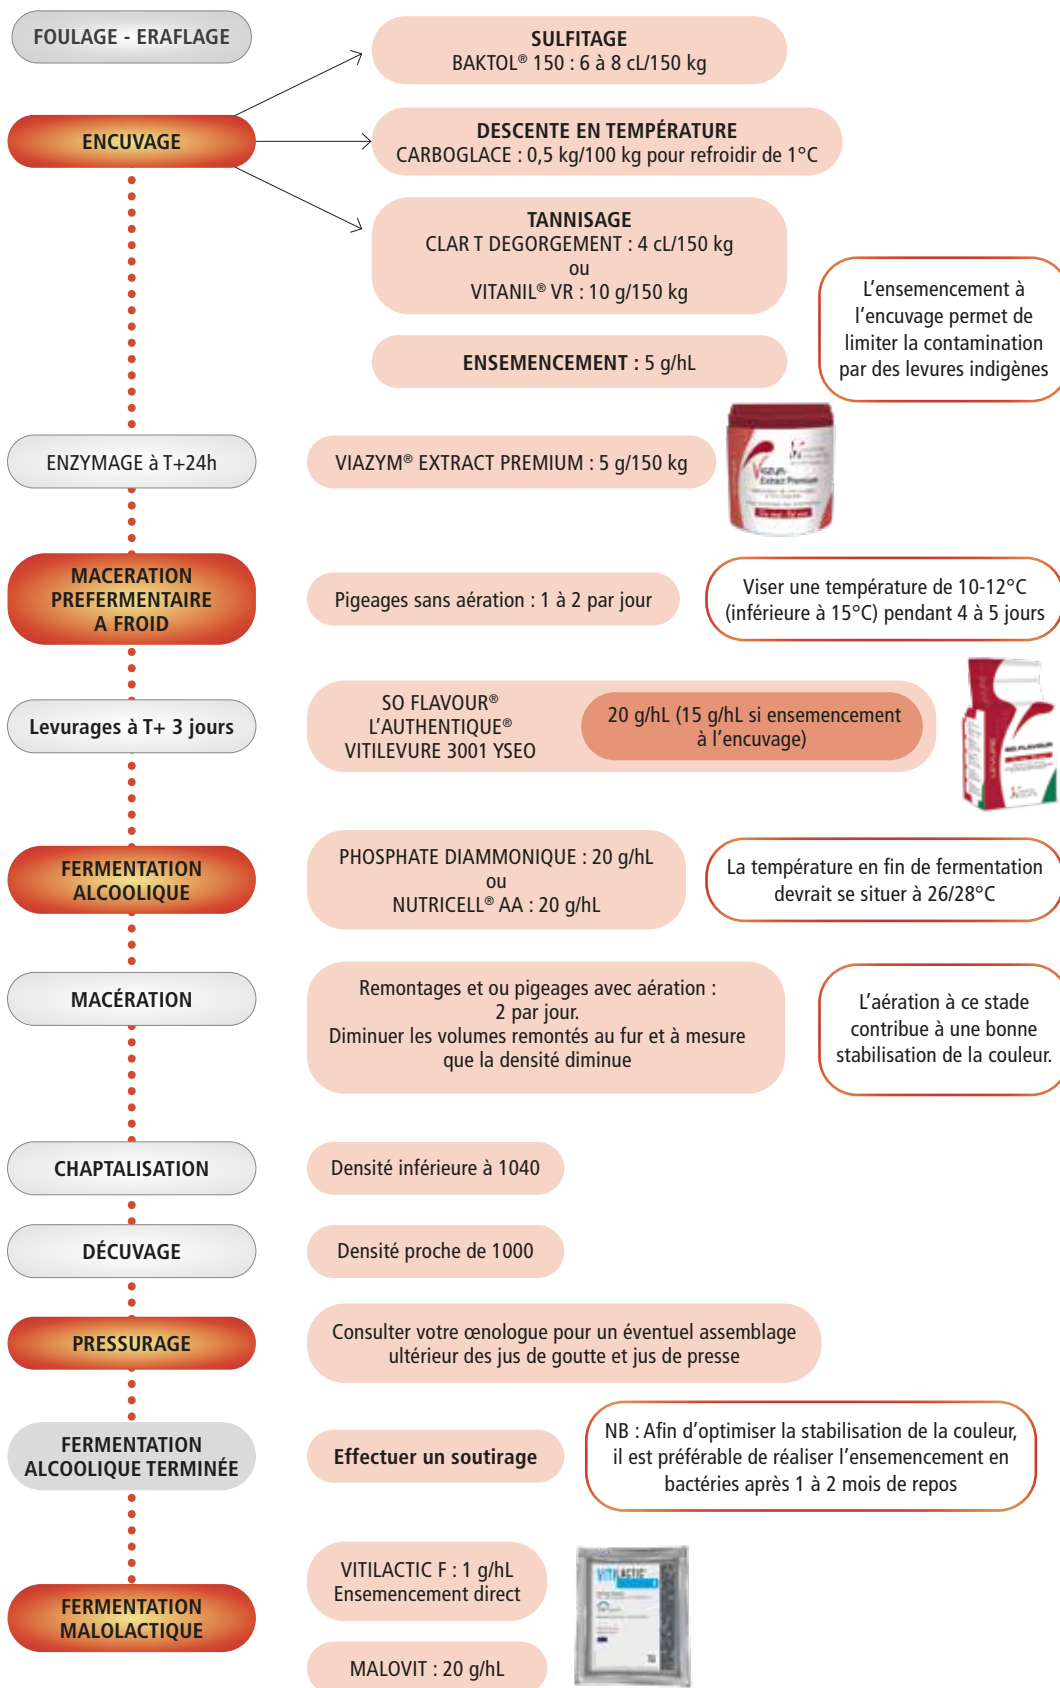 FOULAGE - ERAFLAGE
SULFITAGE
BAKTOL® 150 : 6 à 8 cL/150 kg
ENCUVAGE
DESCENTE EN TEMPÉRATURE
CARBOGLACE : 0,5 kg/100 kg pour refroidir de 1°C
TANNISAGE
CLAR T DEGORGEMENT : 4 cL/150 kg
ou
VITANIL® VR : 10 g/150 kg
L’ensemencement à
l’encuvage permet de
limiter la contamination
par des levures indigènes
ENSEMENCEMENT : 5 g/hL
ENZYMAGE à T+24h
VIAZYM® EXTRACT PREMIUM : 5 g/150 kg
Extract Premium
MACERATION
PREFERMENTAIRE
A FROID
Pigeages sans aération : 1 à 2 par jour
Viser une température de 10-12°C
(inférieure à 15°C) pendant 4 à 5 jours
Levurages à T+ 3 jours
SO FLAVOUR®
L’AUTHENTIQUE®
VITILEVURE 3001 YSEO
20 g/hL (15 g/hL si ensemencement
à l’encuvage)
LEVURE
SO.FLAVOUR
FERMENTATION
ALCOOLIQUE
PHOSPHATE DIAMMONIQUE : 20 g/hL
ou
NUTRICELL® AA : 20 g/hL
La température en fin de fermentation
devrait se situer à 26/28°C
MACÉRATION
Remontages et ou pigeages avec aération :
2 par jour.
Diminuer les volumes remontés au fur et à mesure
que la densité diminue
L’aération à ce stade
contribue à une bonne
stabilisation de la couleur.
CHAPTALISATION
Densité inférieure à 1040
DÉCUVAGE
Densité proche de 1000
PRESSURAGE
Consulter votre œnologue pour un éventuel assemblage
ultérieur des jus de goutte et jus de presse
FERMENTATION
ALCOOLIQUE TERMINÉE
Effectuer un soutirage
NB : Afin d’optimiser la stabilisation de la couleur,
il est préférable de réaliser l’ensemencement en
bactéries après 1 à 2 mois de repos
FERMENTATION
MALOLACTIQUE
VITILACTIC F : 1 g/hL
Ensemencement direct
VITILACTIC
MALOVIT : 20 g/hL